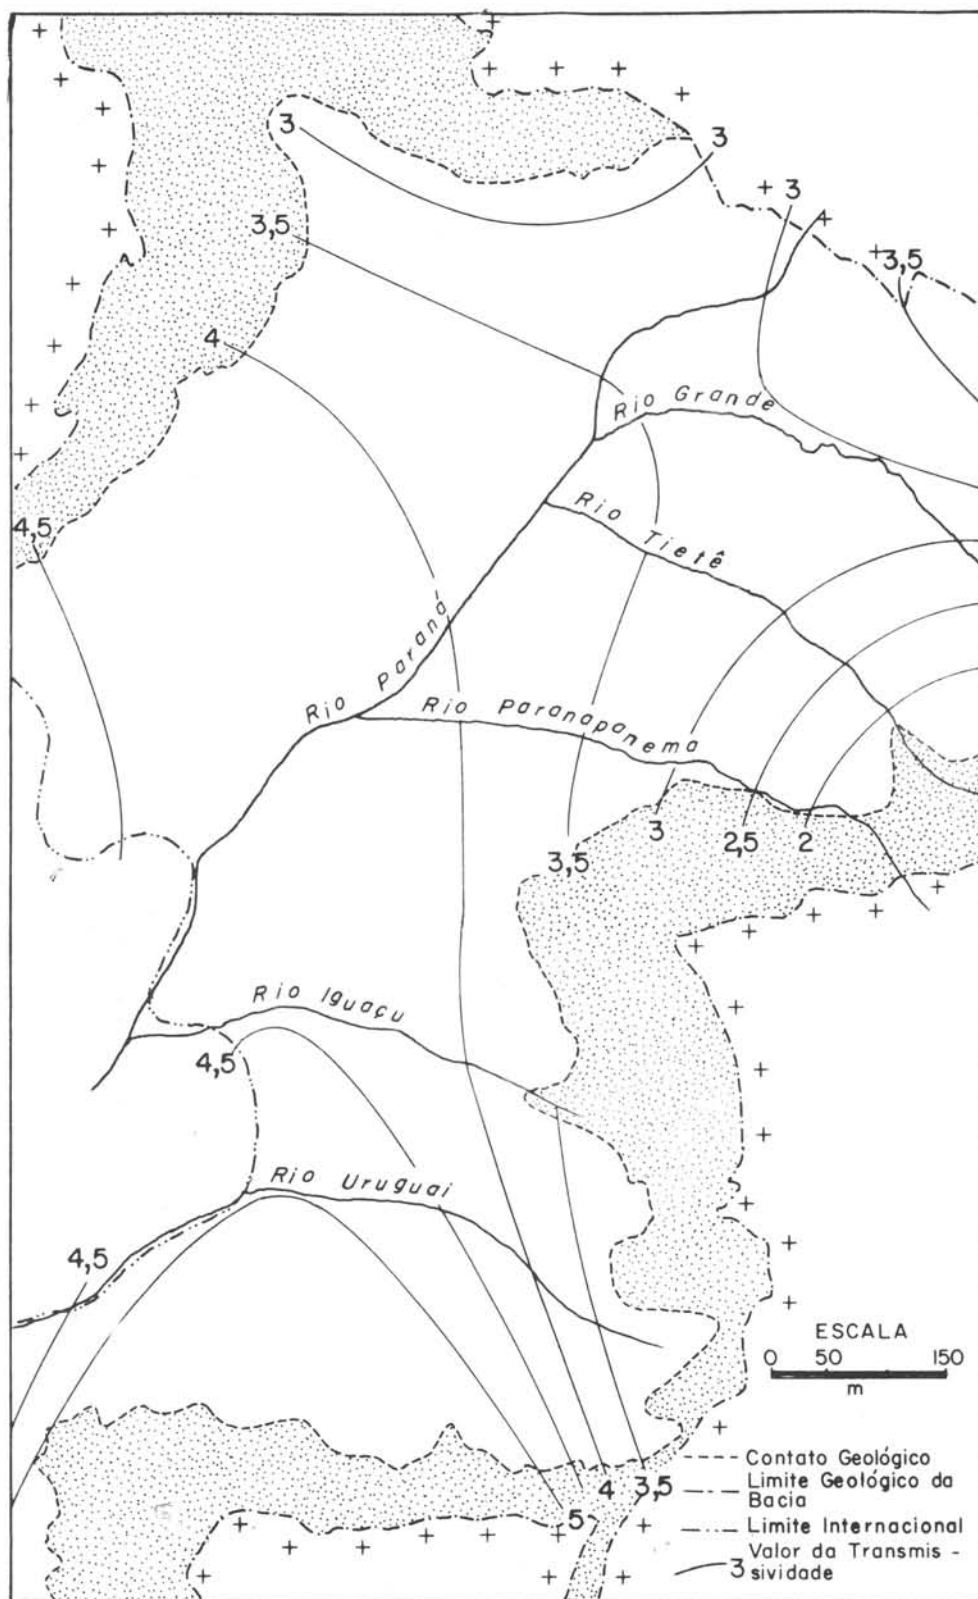 3
3
3
3,5
3,5
4
Rio Grande
4,5
Rio Tietê
Rio Paraná
Rio Paranapanema
3
2,5
2
3,5
Rio Iguaçu
4,5
Rio Uruguai
4,5
ESCALA
0 50 150
m
4 3,5
5
Contato Geológico
Limite Geológico da
Bacia
Limite Internacional
3 Valor da Transmis -
sividade